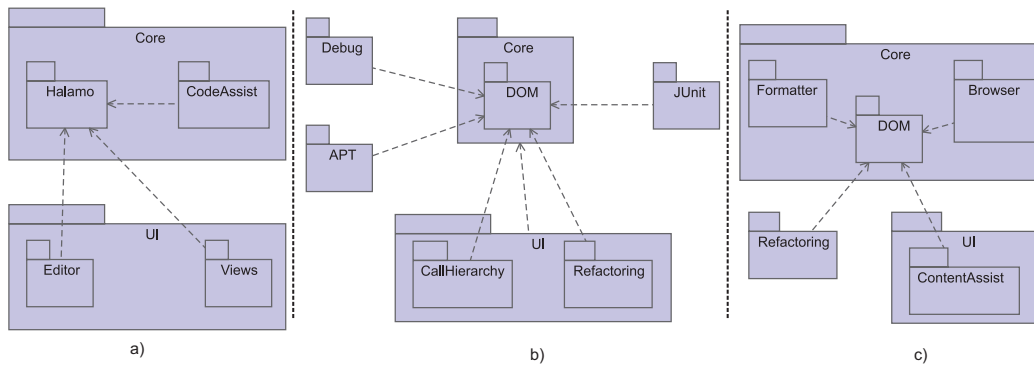 Core
Halamo
CodeAssist
UI
Editor
Views
a)
Debug
Core
DOM
JUnit
APT
UI
CallHierarchy
Refactoring
b)
Core
Formatter
Browser
DOM
Refactoring
UI
ContentAssist
c)